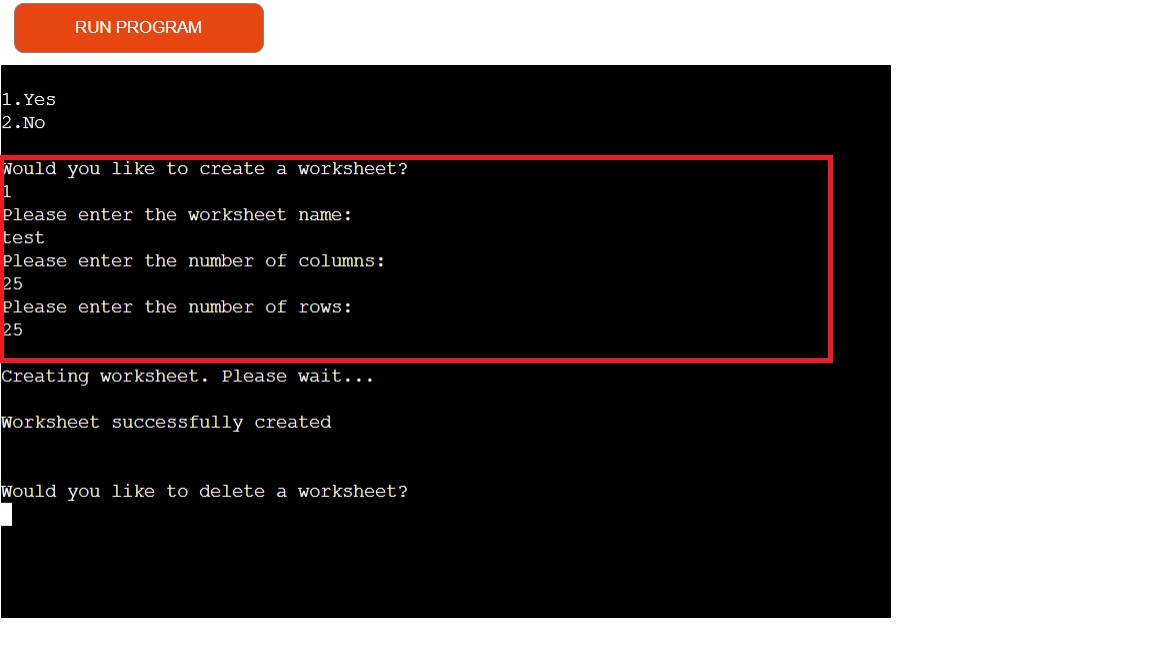 RUN PROGRAM
1.Yes
2.No
Would you like to create a worksheet?
1
Please enter the worksheet name:
test
Please enter the number of columns:
25
Please enter the number of rows:
25
Creating worksheet. Please wait...
Worksheet successfully created
Would you like to delete a worksheet?